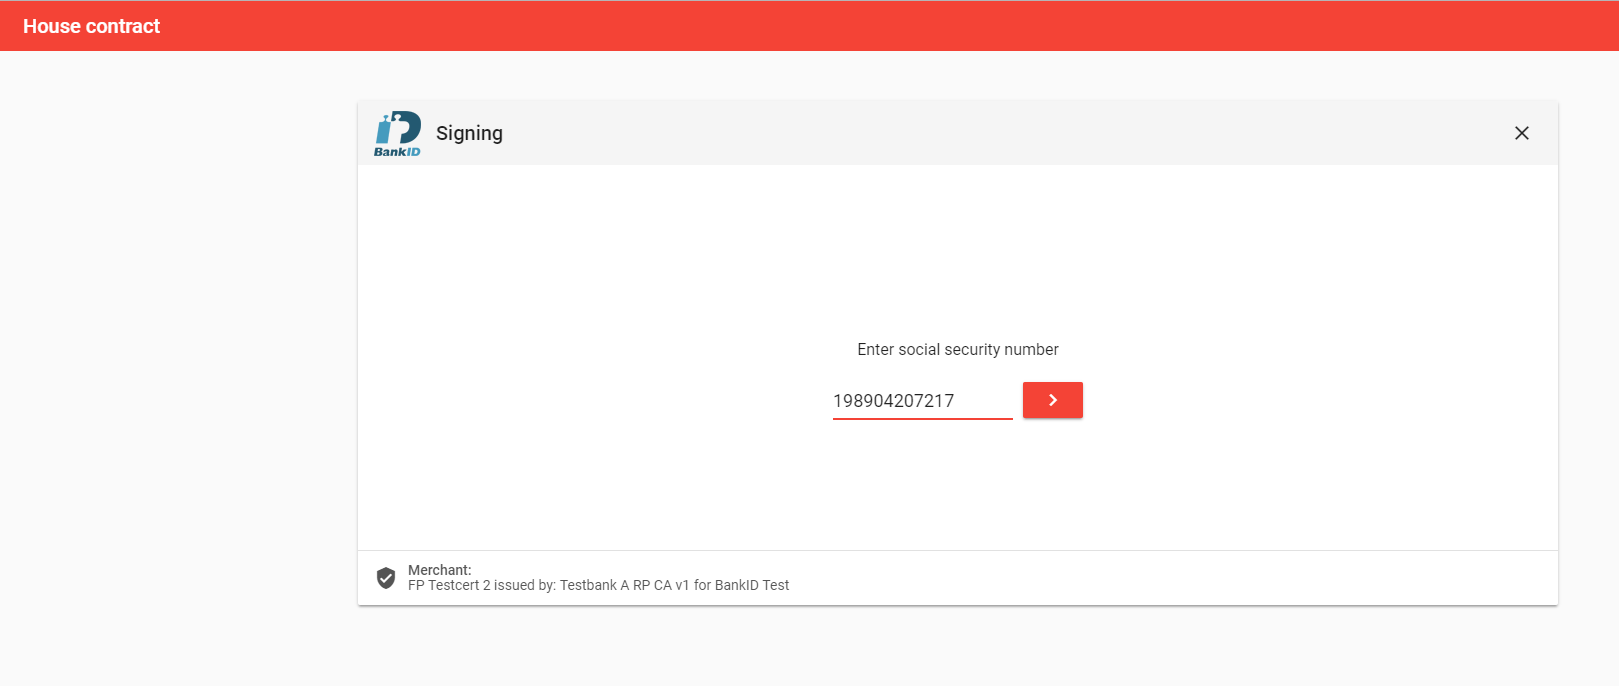 House contract
BankID
Signing
Enter social security number
198904207217
Merchant:
FP Testcert 2 issued by: Testbank A RP CA v1 for BankID Test